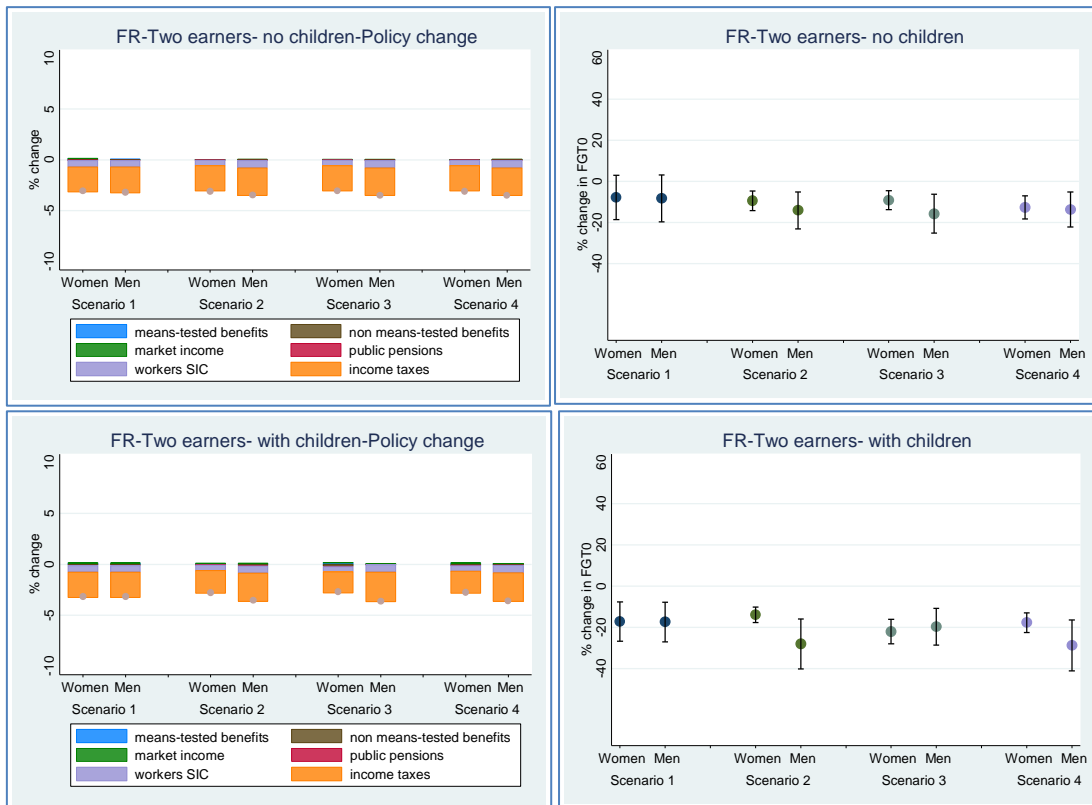 FR-Two earners- no children-Policy change
10
5
0
-5
-10
% change
Women Men Women Men Women Men Women Men
Scenario 1 Scenario 2 Scenario 3 Scenario 4
means-tested benefits non means-tested benefits
market income public pensions
workers SIC income taxes
FR-Two earners- no children
60
40
20
0
-20
-40
% change in FGT0
Women Men Women Men Women Men Women Men
Scenario 1 Scenario 2 Scenario 3 Scenario 4
FR-Two earners- with children-Policy change
10
5
0
-5
-10
% change
Women Men Women Men Women Men Women Men
Scenario 1 Scenario 2 Scenario 3 Scenario 4
means-tested benefits non means-tested benefits
market income public pensions
workers SIC income taxes
FR-Two earners- with children
60
40
20
0
-20
-40
% change in FGT0
Women Men Women Men Women Men Women Men
Scenario 1 Scenario 2 Scenario 3 Scenario 4